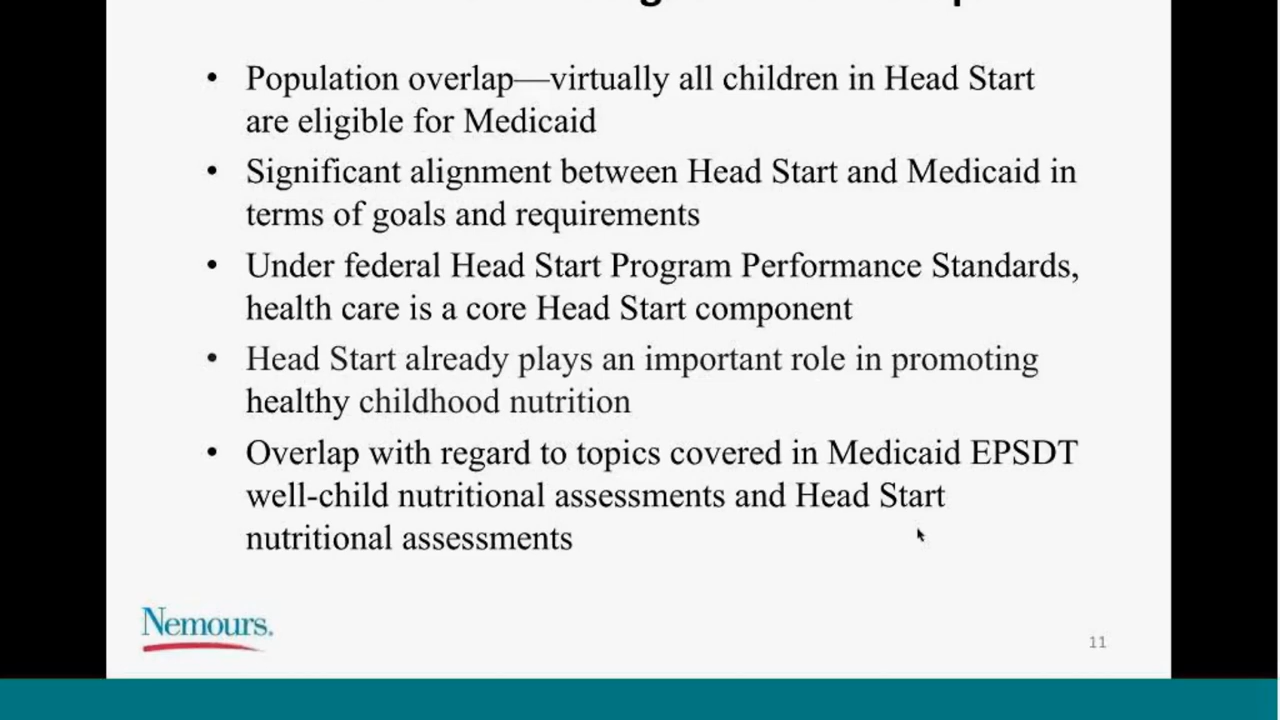 • Population overlap—virtually all children in Head Start
are eligible for Medicaid
• Significant alignment between Head Start and Medicaid in
terms of goals and requirements
• Under federal Head Start Program Performance Standards,
health care is a core Head Start component
• Head Start already plays an important role in promoting
healthy childhood nutrition
• Overlap with regard to topics covered in Medicaid EPSDT
well-child nutritional assessments and Head Start
nutritional assessments
Nemours.
11